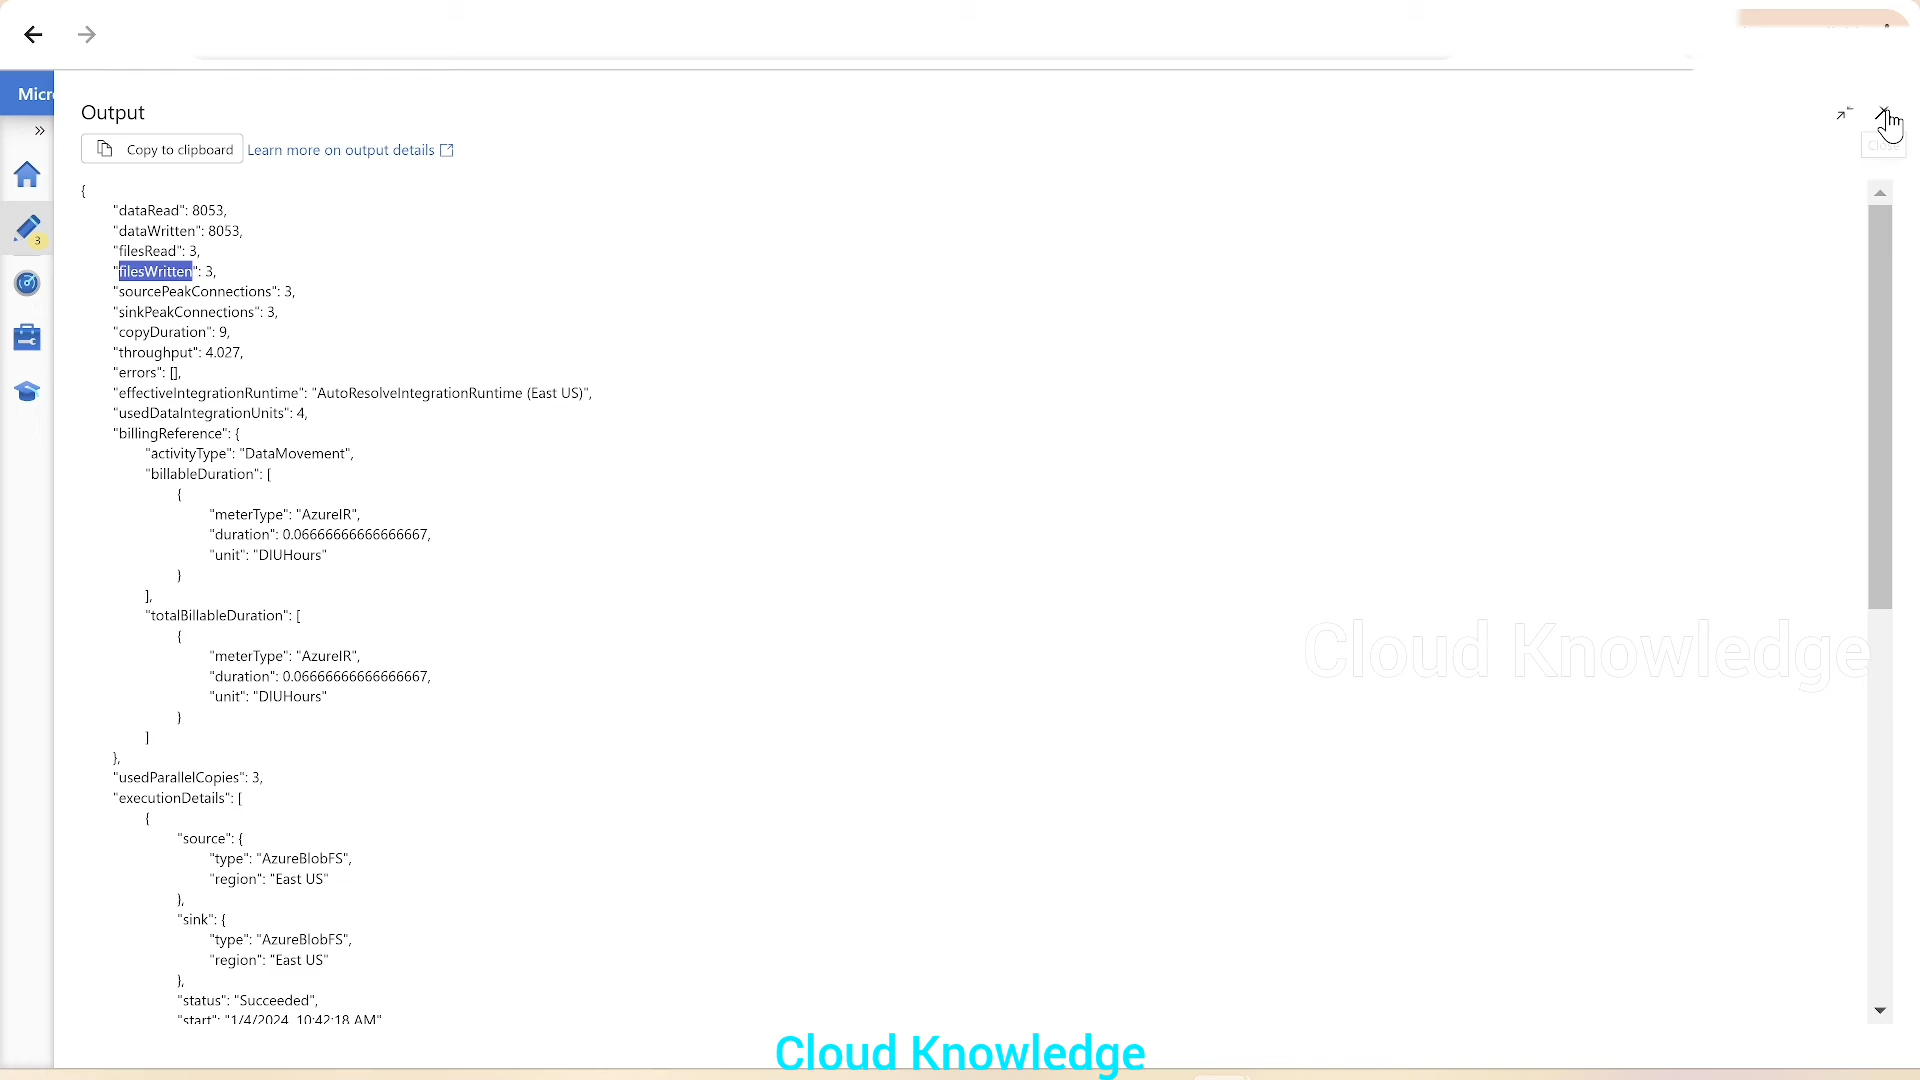 Micr
Output
Copy to clipboard Learn more on output details
Close
{
"dataRead": 8053,
"dataWritten": 8053,
"filesRead": 3,
"filesWritten": 3,
"sourcePeakConnections": 3,
"sinkPeakConnections": 3,
"copyDuration": 9,
"throughput": 4.027,
"errors": [],
"effectiveIntegrationRuntime": "AutoResolveIntegrationRuntime (East US)",
"usedDataIntegrationUnits": 4,
"billingReference": {
"activityType": "DataMovement",
"billableDuration": [
{
"meterType": "AzureIR",
"duration": 0.06666666666666667,
"unit": "DIUHours"
}
],
"totalBillableDuration": [
{
"meterType": "AzureIR",
"duration": 0.06666666666666667,
"unit": "DIUHours"
}
]
},
"usedParallelCopies": 3,
"executionDetails": [
{
"source": {
"type": "AzureBlobFS",
"region": "East US"
},
"sink": {
"type": "AzureBlobFS",
"region": "East US"
},
"status": "Succeeded",
"start": "1/4/2024, 10:42:18 AM"
3
Cloud Knowledge
Cloud Knowledge